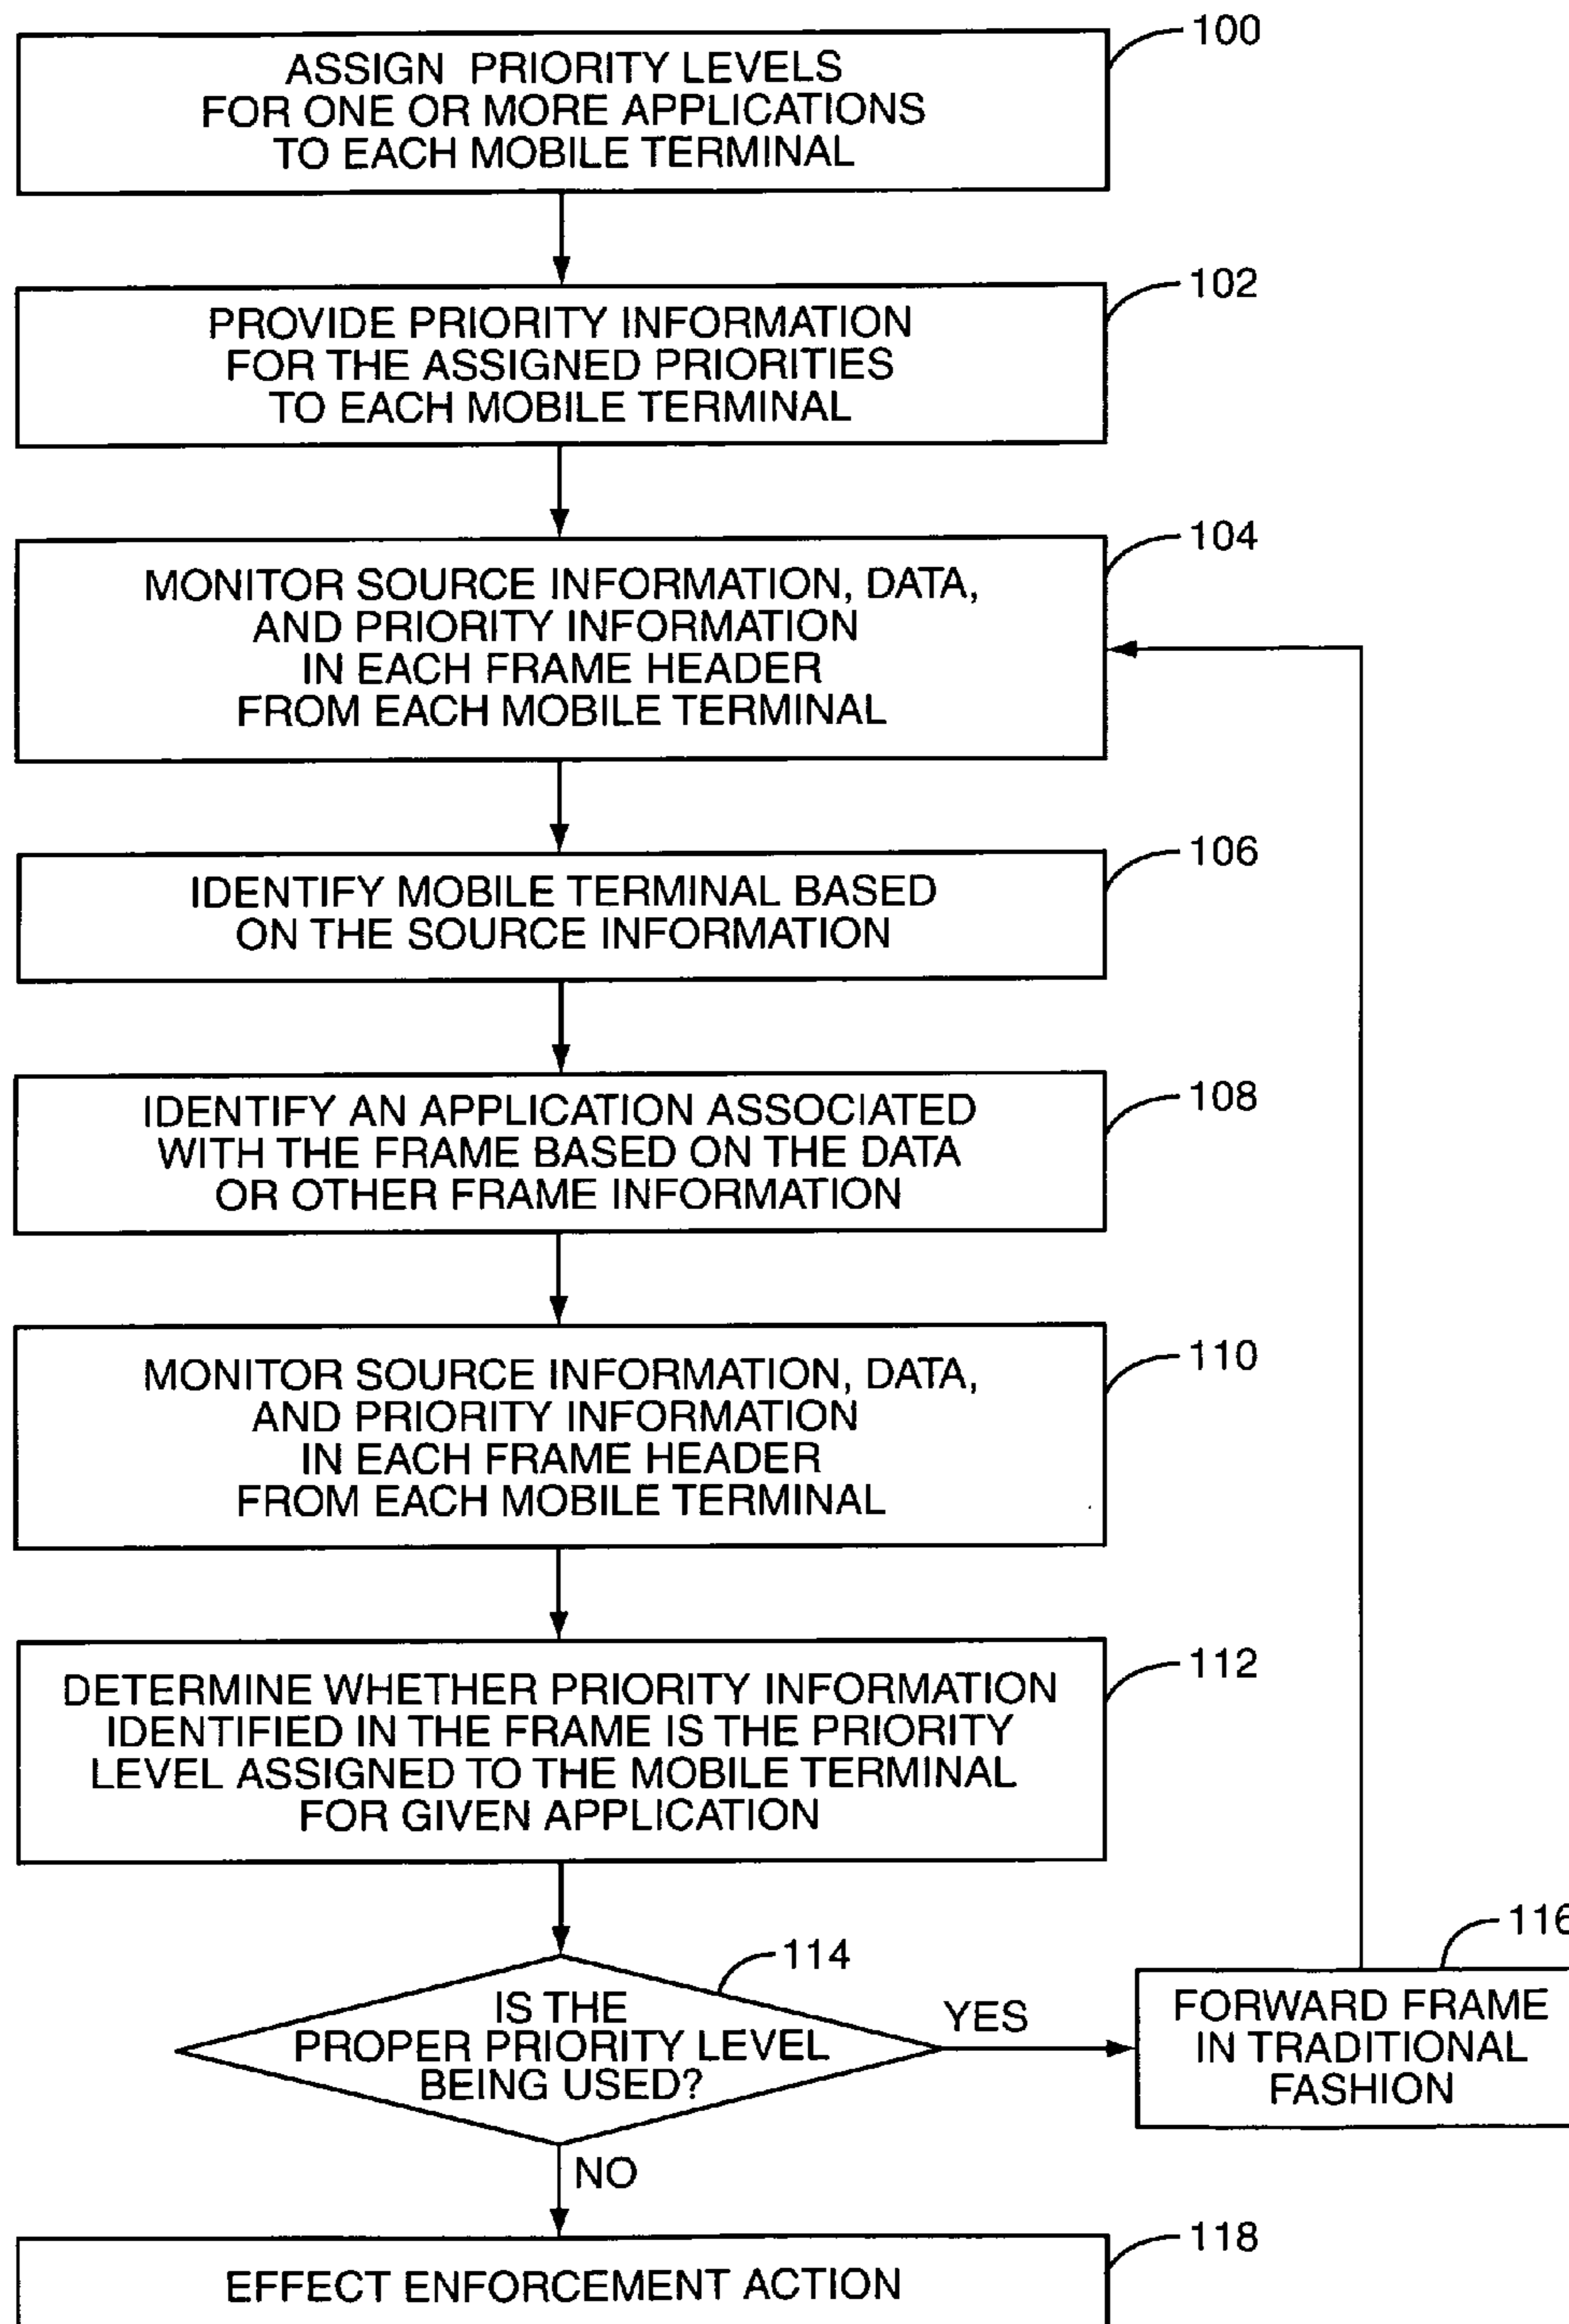 100
ASSIGN PRIORITY LEVELS
FOR ONE OR MORE APPLICATIONS
TO EACH MOBILE TERMINAL
102
PROVIDE PRIORITY INFORMATION
FOR THE ASSIGNED PRIORITIES
TO EACH MOBILE TERMINAL
104
MONITOR SOURCE INFORMATION, DATA,
AND PRIORITY INFORMATION
IN EACH FRAME HEADER
FROM EACH MOBILE TERMINAL
106
IDENTIFY MOBILE TERMINAL BASED
ON THE SOURCE INFORMATION
108
IDENTIFY AN APPLICATION ASSOCIATED
WITH THE FRAME BASED ON THE DATA
OR OTHER FRAME INFORMATION
110
MONITOR SOURCE INFORMATION, DATA,
AND PRIORITY INFORMATION
IN EACH FRAME HEADER
FROM EACH MOBILE TERMINAL
112
DETERMINE WHETHER PRIORITY INFORMATION
IDENTIFIED IN THE FRAME IS THE PRIORITY
LEVEL ASSIGNED TO THE MOBILE TERMINAL
FOR GIVEN APPLICATION
114
IS THE
PROPER PRIORITY LEVEL
BEING USED?
YES
116
FORWARD FRAME
IN TRADITIONAL
FASHION
NO
118
EFFECT ENFORCEMENT ACTION